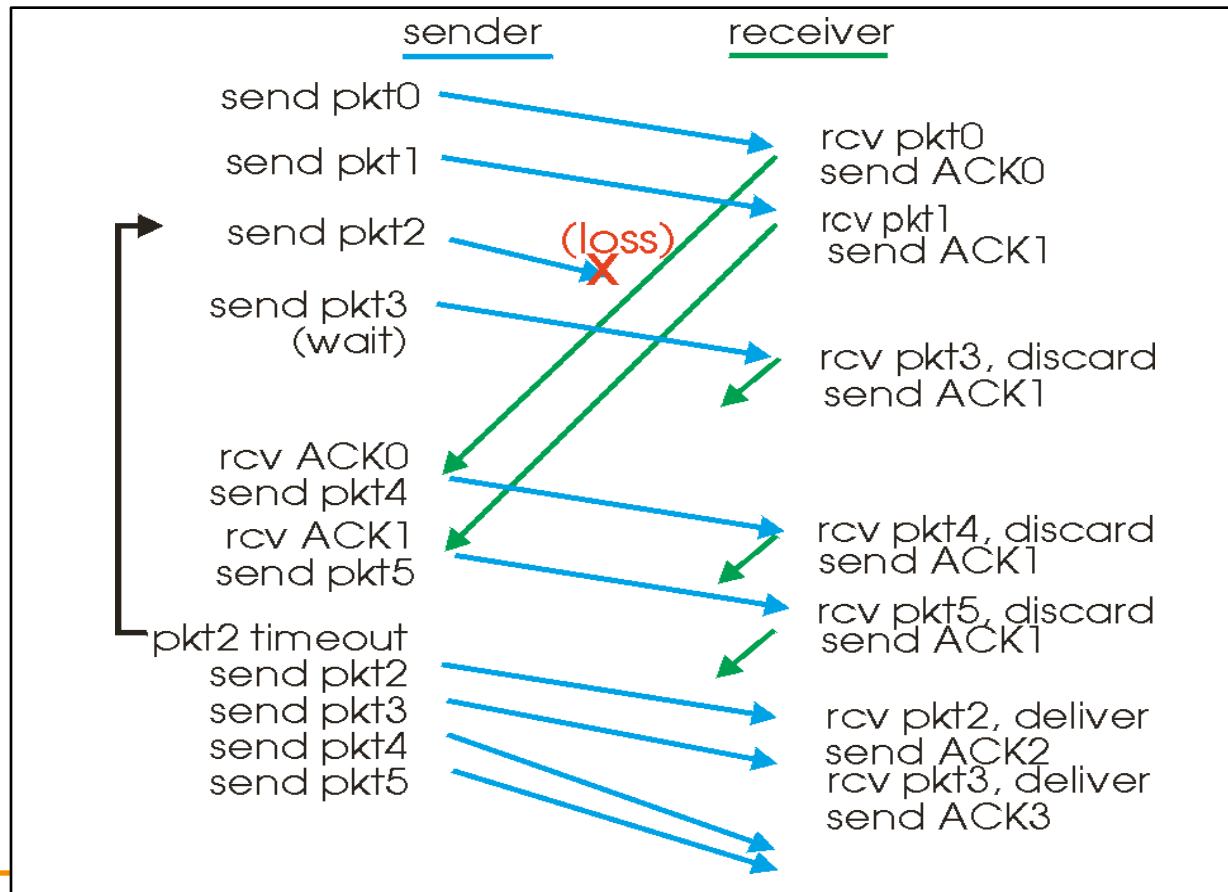 sender
receiver
send pkt0
send pkt1
send pkt2
(loss)
X
send pkt3
(wait)
rcv ACK0
send pkt4
rcv ACK1
send pkt5
pkt2 timeout
send pkt2
send pkt3
send pkt4
send pkt5
rcv pkt0
send ACK0
rcv pkt1
send ACK1
rcv pkt3, discard
send ACK1
rcv pkt4, discard
send ACK1
rcv pkt5, discard
send ACK1
rcv pkt2, deliver
send ACK2
rcv pkt3, deliver
send ACK3